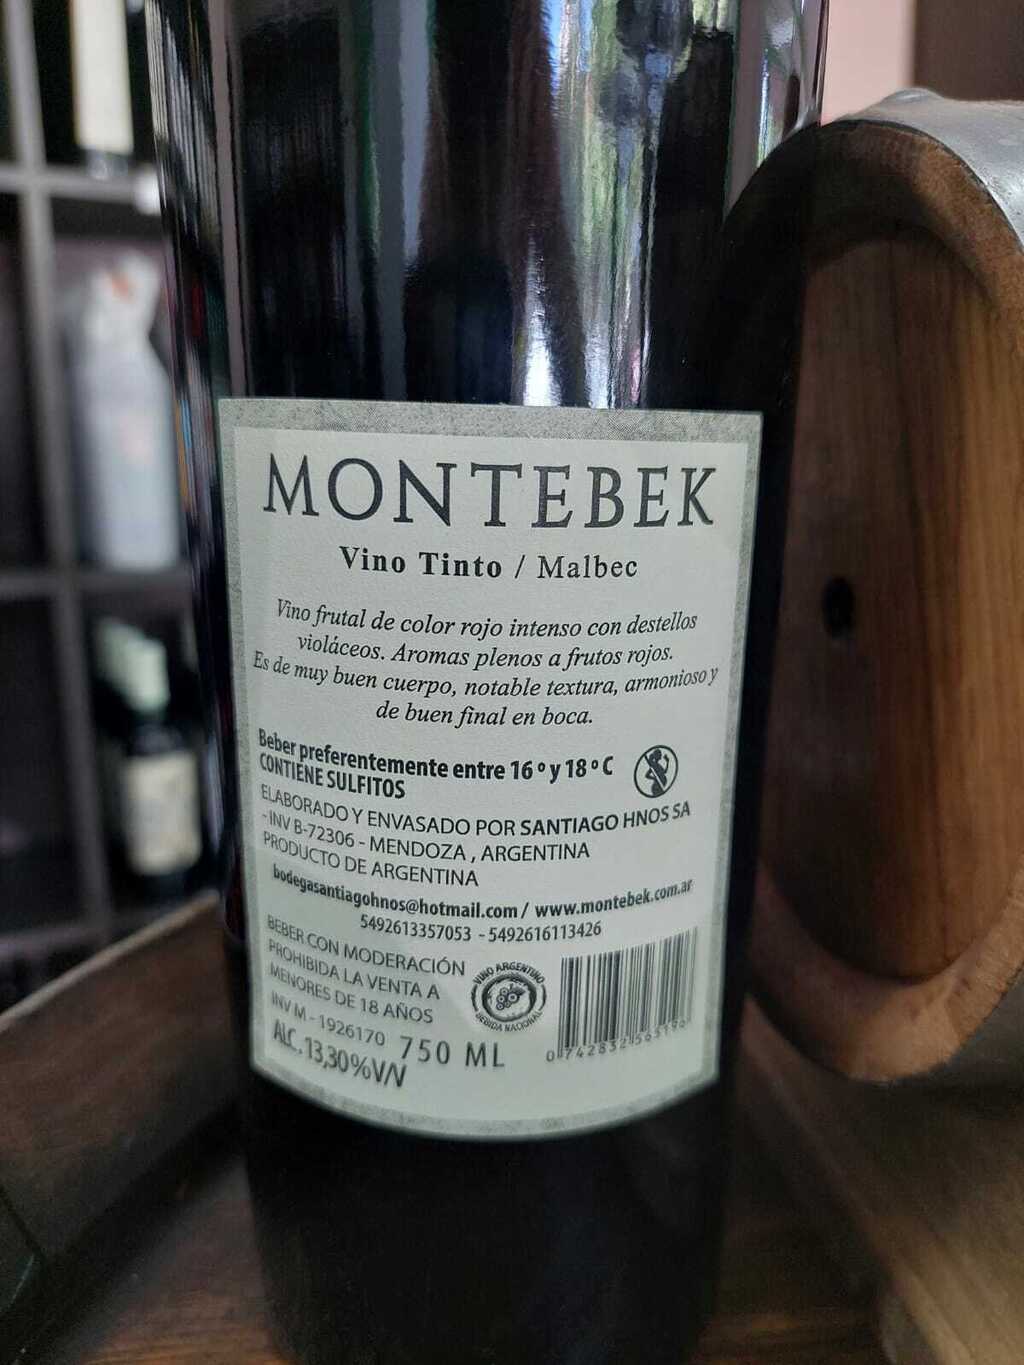 MONTEBEK
Vino Tinto / Malbec
Vino frutal de color rojo intenso con destellos
violáceos. Aromas plenos a frutos rojos.
Es de muy buen cuerpo, notable textura, armonioso y
de buen final en boca.
Beber preferentemente entre 16 º y 18 º C
CONTIENE SULFITOS
ELABORADO Y ENVASADO POR SANTIAGO HNOS SA
- INV B-72306 - MENDOZA , ARGENTINA
PRODUCTO DE ARGENTINA
bodegasantiagohnos@hotmail.com / www.montebek.com.ar
5492613357053 - 5492616113426
BEBER CON MODERACIÓN
PROHIBIDA LA VENTA A
MENORES DE 18 AÑOS
INV M - 1926170 750 ML
ALC. 13,30%V/V
VINO ARGENTINO
BEBIDA NACIONAL